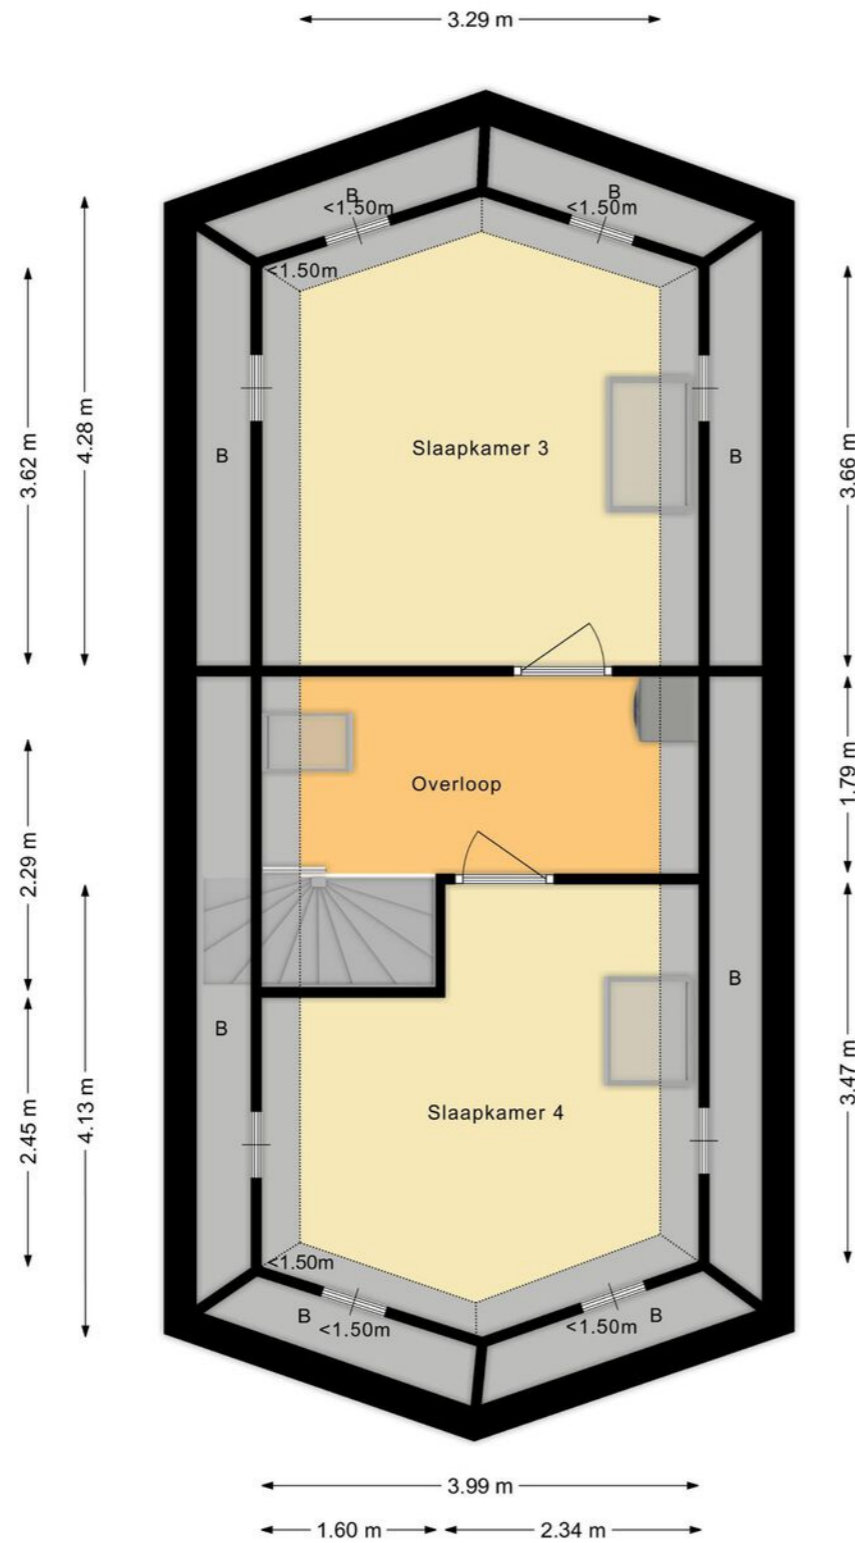 3.29 m
B
B
<1.50m
<1.50m
<1.50m
3.62 m
4.28 m
3.66 m
Slaapkamer 3
B
B
1.79 m
Overloop
2.29 m
B
B
3.47 m
2.45 m
4.13 m
Slaapkamer 4
<1.50m
B
B
<1.50m
<1.50m
3.99 m
1.60 m
2.34 m